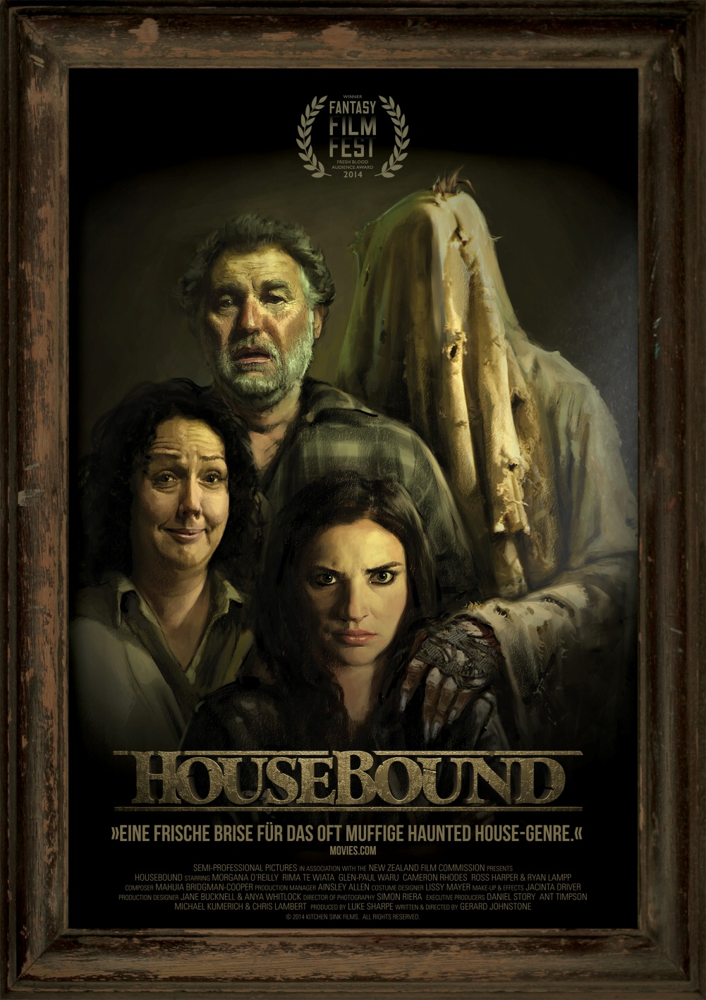 WINNER
FANTASY
FILM
FEST
FRESH BLOOD
AUDIENCE AWARD
2014
HOUSEBOUND
»EINE FRISCHE BRISE FÜR DAS OFT MUFFIGE HAUNTED HOUSE-GENRE.«
MOVIES.COM
SEMI-PROFESSIONAL PICTURES IN ASSOCIATION WITH THE NEW ZEALAND FILM COMMISSION PRESENTS
HOUSEBOUND STARRING MORGANA O'REILLY RIMA TE WIATA GLEN-PAUL WARU CAMERON RHODES ROSS HARPER & RYAN LAMPP
COMPOSER MAHUIA BRIDGMAN-COOPER PRODUCTION MANAGER AINSLEY ALLEN COSTUME DESIGNER LISSY MAYER MAKE-UP & EFFECTS JACINTA DRIVER
PRODUCTION DESIGNER JANE BUCKNELL & ANYA WHITLOCK DIRECTOR OF PHOTOGRAPHY SIMON RIERA EXECUTIVE PRODUCERS DANIEL STORY ANT TIMPSON
MICHAEL KUMERICH & CHRIS LAMBERT PRODUCED BY LUKE SHARPE WRITTEN & DIRECTED BY GERARD JOHNSTONE
© 2014 KITCHEN SINK FILMS. ALL RIGHTS RESERVED.